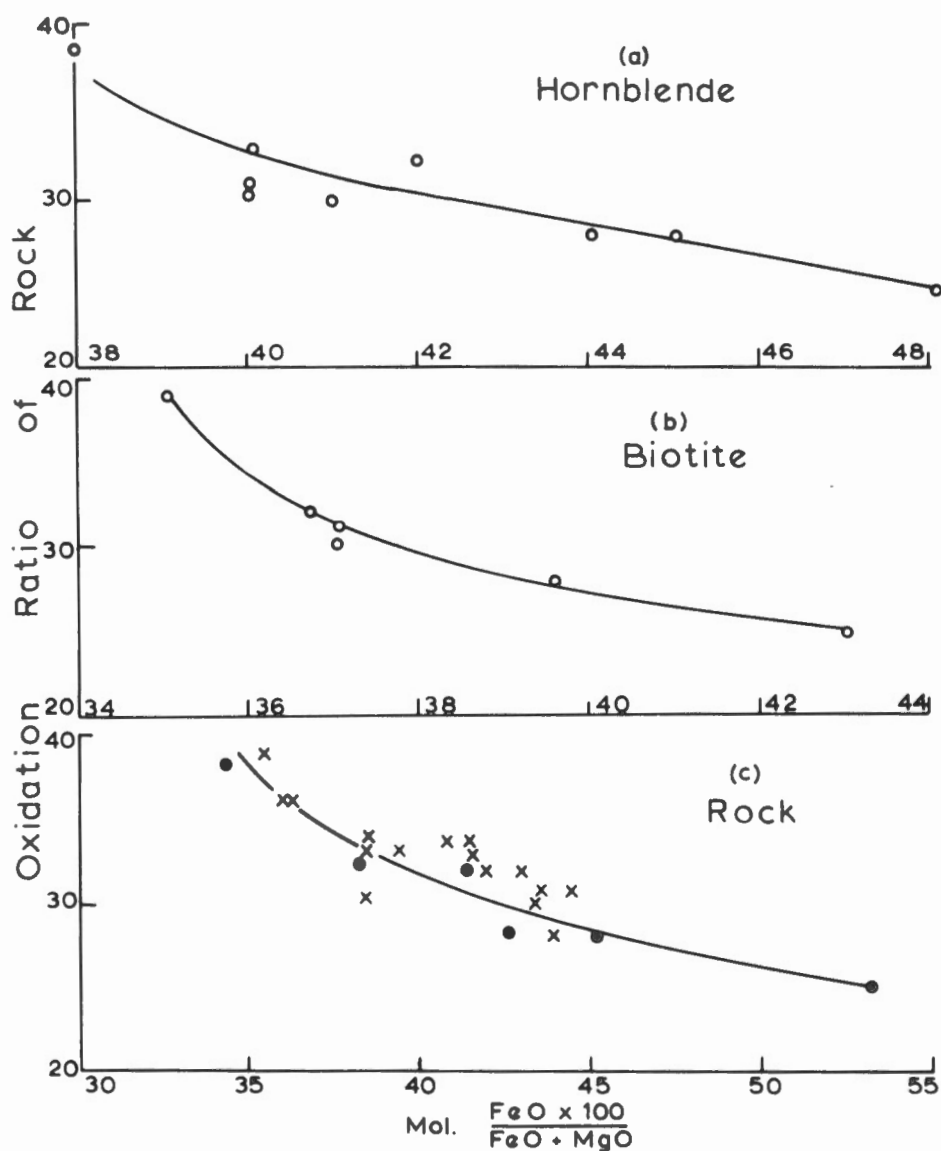 40
(a)
Hornblende
30
20
38 40 42 44 46 48
40
(b)
Biotite
30
20
34 36 38 40 42 44
40
(c)
Rock
30
20
30 35 40 45 50 55
Mol. FeO x 100
FeO + MgO
Oxidation Ratio of Rock